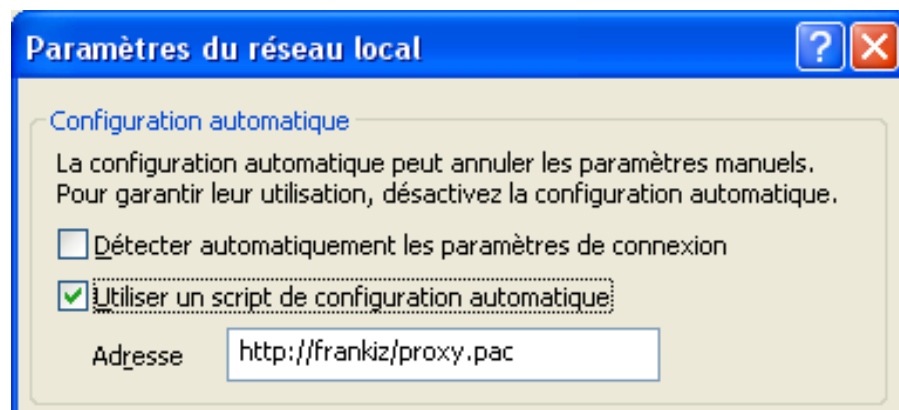 Paramètres du réseau local
Configuration automatique
La configuration automatique peut annuler les paramètres manuels.
Pour garantir leur utilisation, désactivez la configuration automatique.
Détecter automatiquement les paramètres de connexion
Utiliser un script de configuration automatique
Adresse http://frankiz/proxy.pac